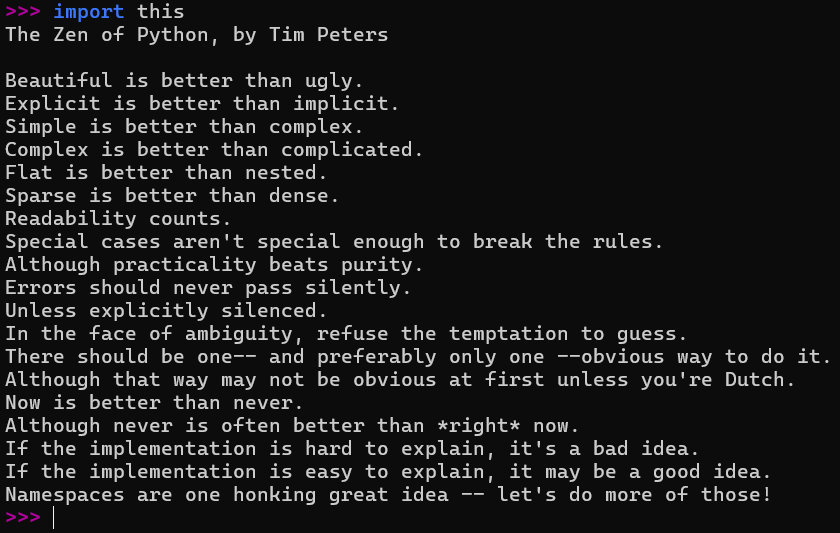 >>> import this
The Zen of Python, by Tim Peters

Beautiful is better than ugly.
Explicit is better than implicit.
Simple is better than complex.
Complex is better than complicated.
Flat is better than nested.
Sparse is better than dense.
Readability counts.
Special cases aren't special enough to break the rules.
Although practicality beats purity.
Errors should never pass silently.
Unless explicitly silenced.
In the face of ambiguity, refuse the temptation to guess.
There should be one-- and preferably only one --obvious way to do it.
Although that way may not be obvious at first unless you're Dutch.
Now is better than never.
Although never is often better than *right* now.
If the implementation is hard to explain, it's a bad idea.
If the implementation is easy to explain, it may be a good idea.
Namespaces are one honking great idea -- let's do more of those!
>>>